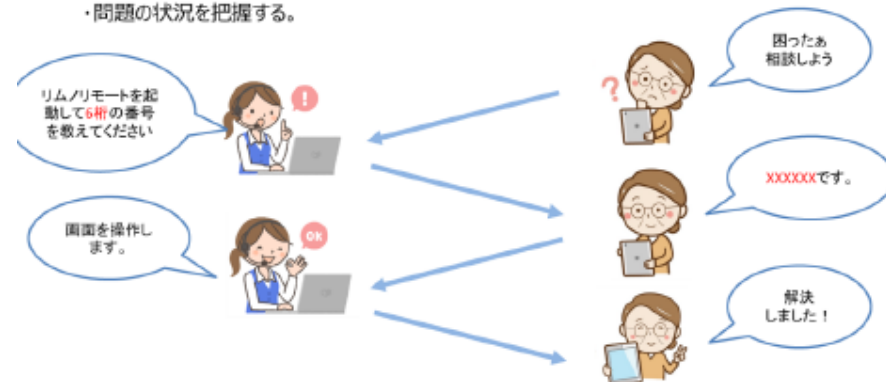 ・問題の状況を把握する。
困ったぁ
相談しよう
リムノリモートを起
動して6桁の番号
を教えてください
!
?
XXXXXXです。
画面を操作し
ます。
OK
解決
しました！